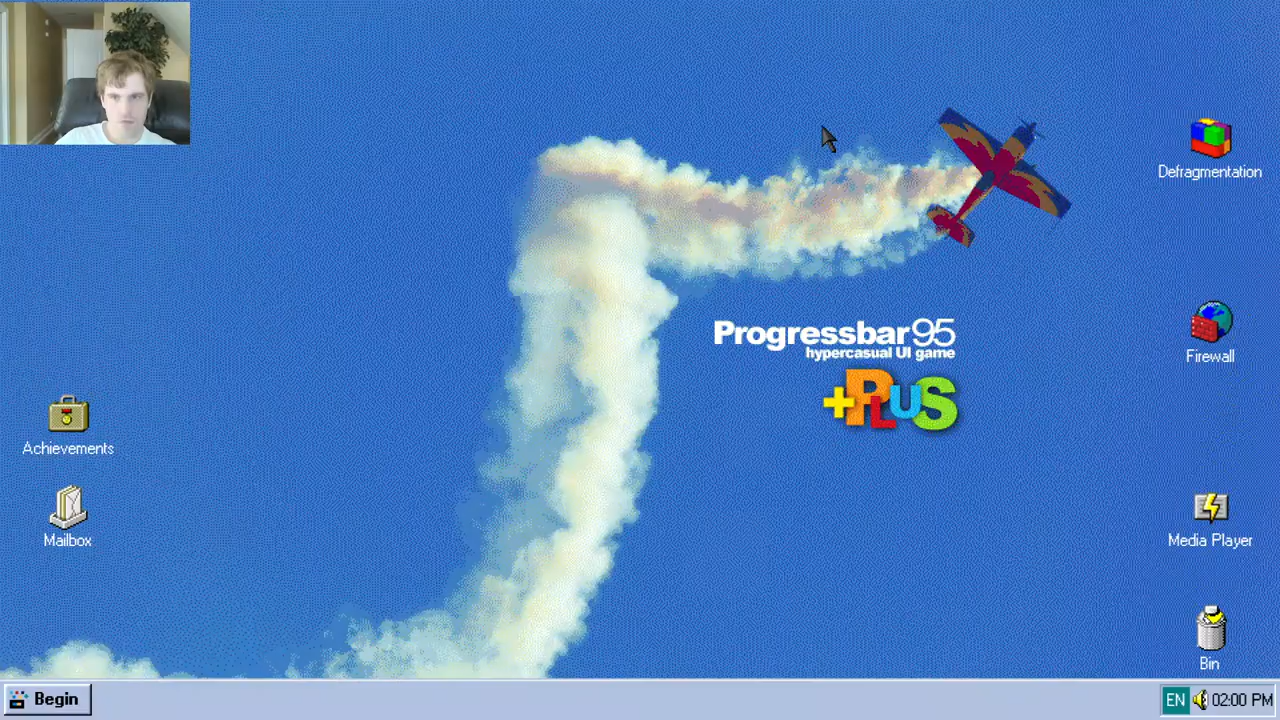 Defragmentation
Progressbar95
hypercasual UI game
+PLUS
Firewall
Achievements
Mailbox
Media Player
Bin
Begin
EN 02:00 PM